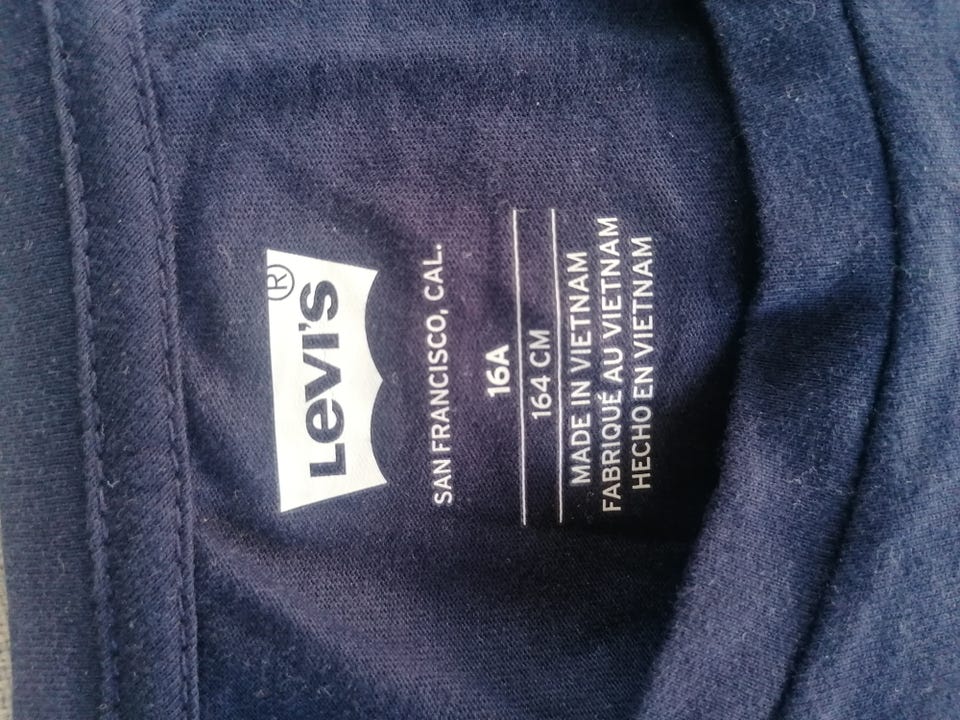 Levi's®
SAN FRANCISCO, CAL.
16A
164 CM
MADE IN VIETNAM
FABRIQUÉ AU VIETNAM
HECHO EN VIETNAM